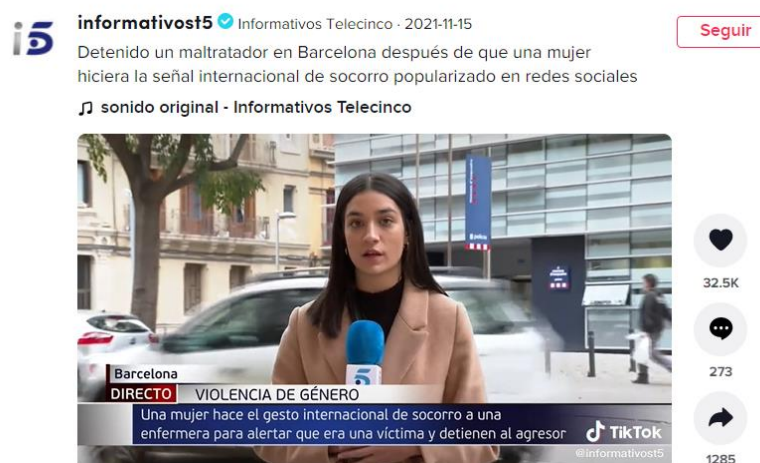 i5
informativost5 Informativos Telecinco · 2021-11-15
Seguir
Detenido un maltratador en Barcelona después de que una mujer
hiciera la señal internacional de socorro popularizado en redes sociales
sonido original - Informativos Telecinco
5
Barcelona
DIRECTO VIOLENCIA DE GÉNERO
Una mujer hace el gesto internacional de socorro a una
enfermera para alertar que era una víctima y detienen al agresor
TikTok
@informativost5
32.5K
273
1285